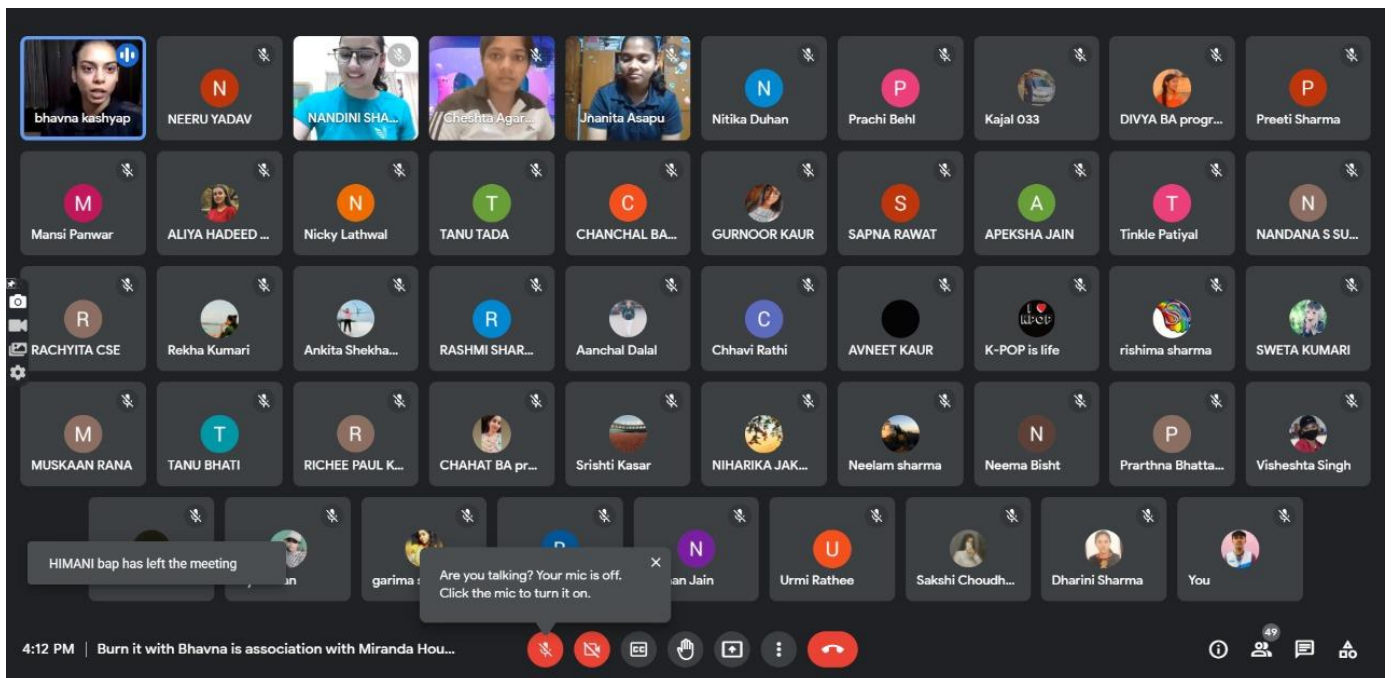 bhavna kashyap
N
NEERU YADAV
NANDINI SHA...
Cheshta Agar...
Jnanita Asapu
N
Nitika Duhan
P
Prachi Behl
Kajal 033
DIVYA BA progr...
P
Preeti Sharma
M
Mansi Panwar
ALIYA HADEED ...
N
Nicky Lathwal
T
TANU TADA
C
CHANCHAL BA...
GURNOOR KAUR
S
SAPNA RAWAT
A
APEKSHA JAIN
T
Tinkle Patiyal
N
NANDANA S SU...
R
RACHYITA CSE
Rekha Kumari
Ankita Shekha...
R
RASHMI SHAR...
Aanchal Dalal
C
Chhavi Rathi
AVNEET KAUR
I
KPOP
K-POP is life
rishima sharma
SWETA KUMARI
M
MUSKAAN RANA
T
TANU BHATI
R
RICHEE PAUL K...
CHAHAT BA pr...
Srishti Kasar
NIHARIKA JAK...
Neelam sharma
N
Neema Bisht
P
Prarthna Bhatta...
Visheshta Singh
HIMANI bap has left the meeting
garima
Are you talking? Your mic is off.
Click the mic to turn it on.
N
Jain
U
Urmi Rathee
Sakshi Choudh...
Dharini Sharma
You
4:12 PM | Burn it with Bhavna is association with Miranda Hou...
CC
49